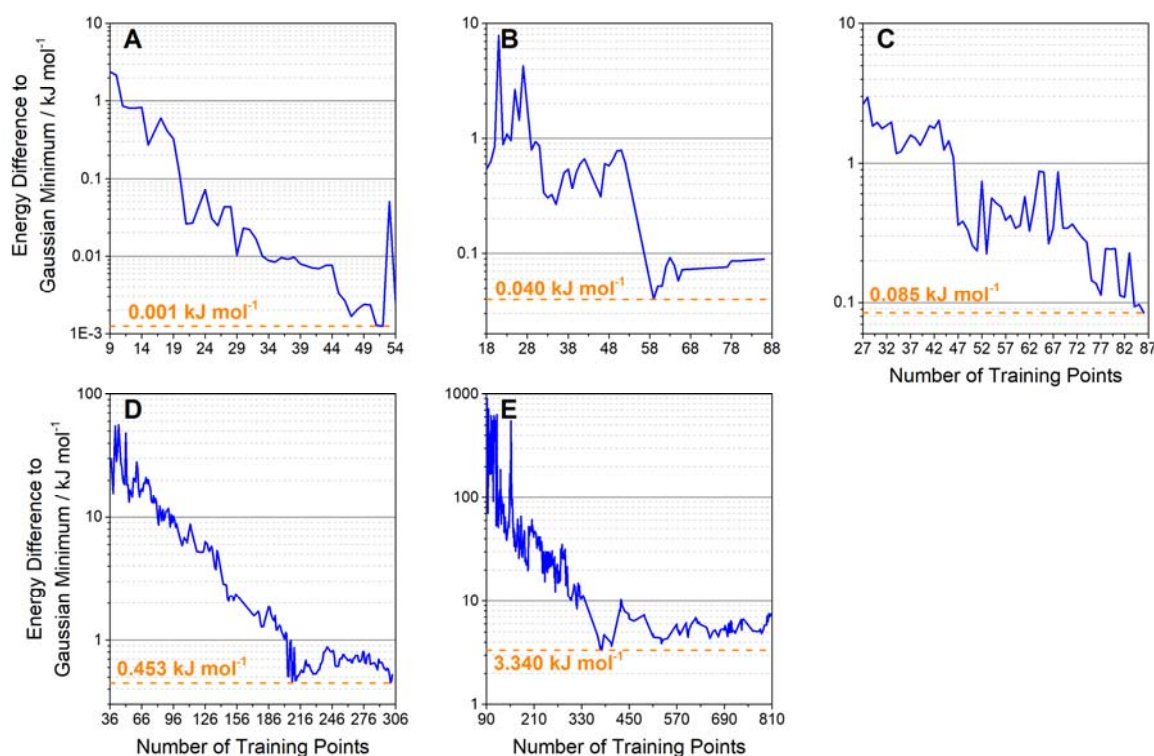 A
B
C
Energy Difference to
Gaussian Minimum / kJ mol⁻¹
10
1
0.1
0.01
1E-3
0.001 kJ mol⁻¹
9 14 19 24 29 34 39 44 49 54
10
1
0.1
0.040 kJ mol⁻¹
18 28 38 48 58 68 78 88
10
1
0.1
0.085 kJ mol⁻¹
27 32 37 42 47 52 57 62 67 72 77 82 87
Number of Training Points
D
E
Energy Difference to
Gaussian Minimum / kJ mol⁻¹
100
10
1
0.453 kJ mol⁻¹
36 66 96 126 156 186 216 246 276 306
Number of Training Points
1000
100
10
1
3.340 kJ mol⁻¹
90 210 330 450 570 690 810
Number of Training Points